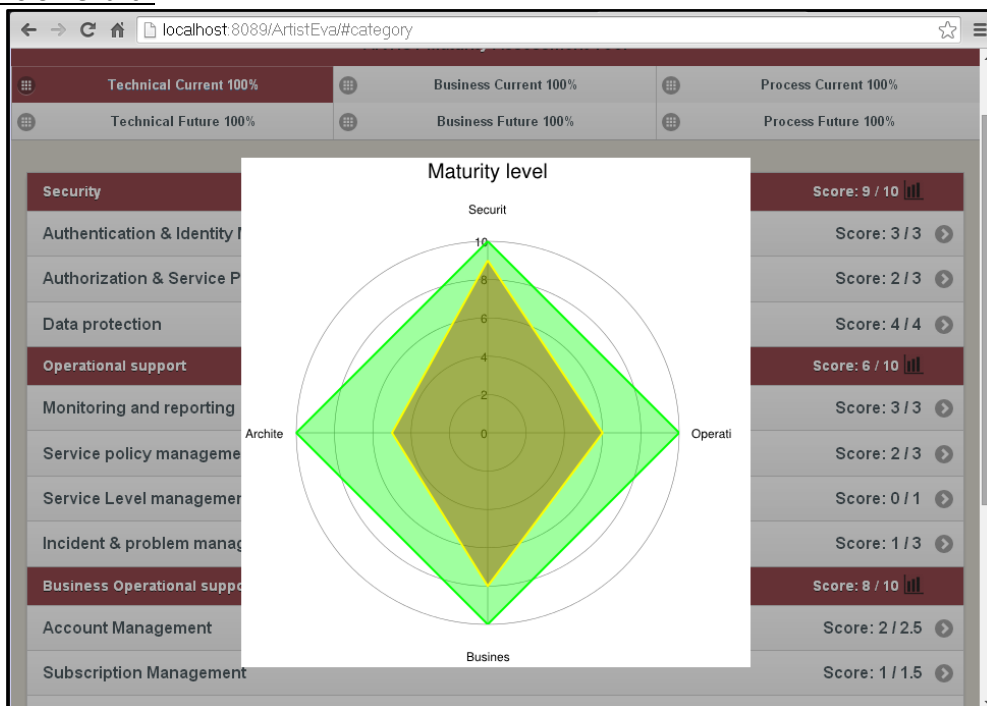 localhost:8089/ArtistEva/#category
Technical Current 100%
Business Current 100%
Process Current 100%
Technical Future 100%
Business Future 100%
Process Future 100%
Maturity level
Securit
10
8
6
4
2
0
Archite
Operati
Busines
Security
Score: 9 / 10
Authentication & Identity
Score: 3 / 3
Authorization & Service P
Score: 2 / 3
Data protection
Score: 4 / 4
Operational support
Score: 6 / 10
Monitoring and reporting
Score: 3 / 3
Service policy manageme
Score: 2 / 3
Service Level managemer
Score: 0 / 1
Incident & problem manag
Score: 1 / 3
Business Operational suppo
Score: 8 / 10
Account Management
Score: 2 / 2.5
Subscription Management
Score: 1 / 1.5